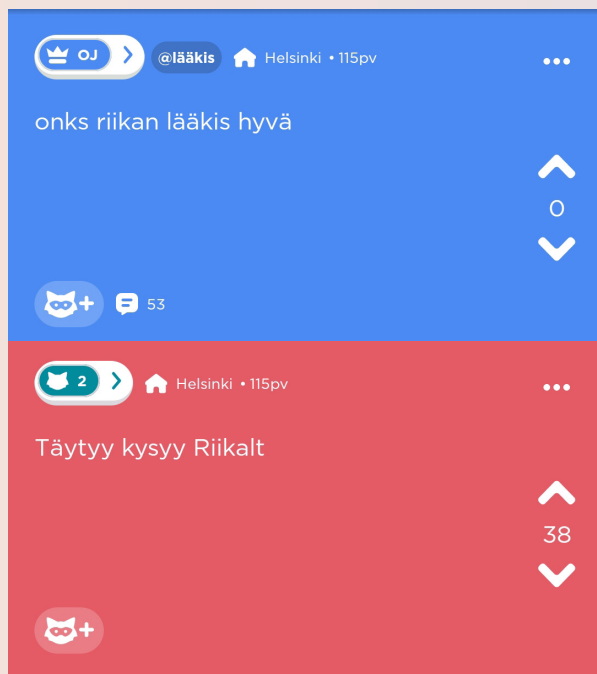 OJ @lääkis Helsinki • 115pv
onks riikan lääkis hyvä
0
53
2 Helsinki • 115pv
Täytyy kysyy Riikalt
38